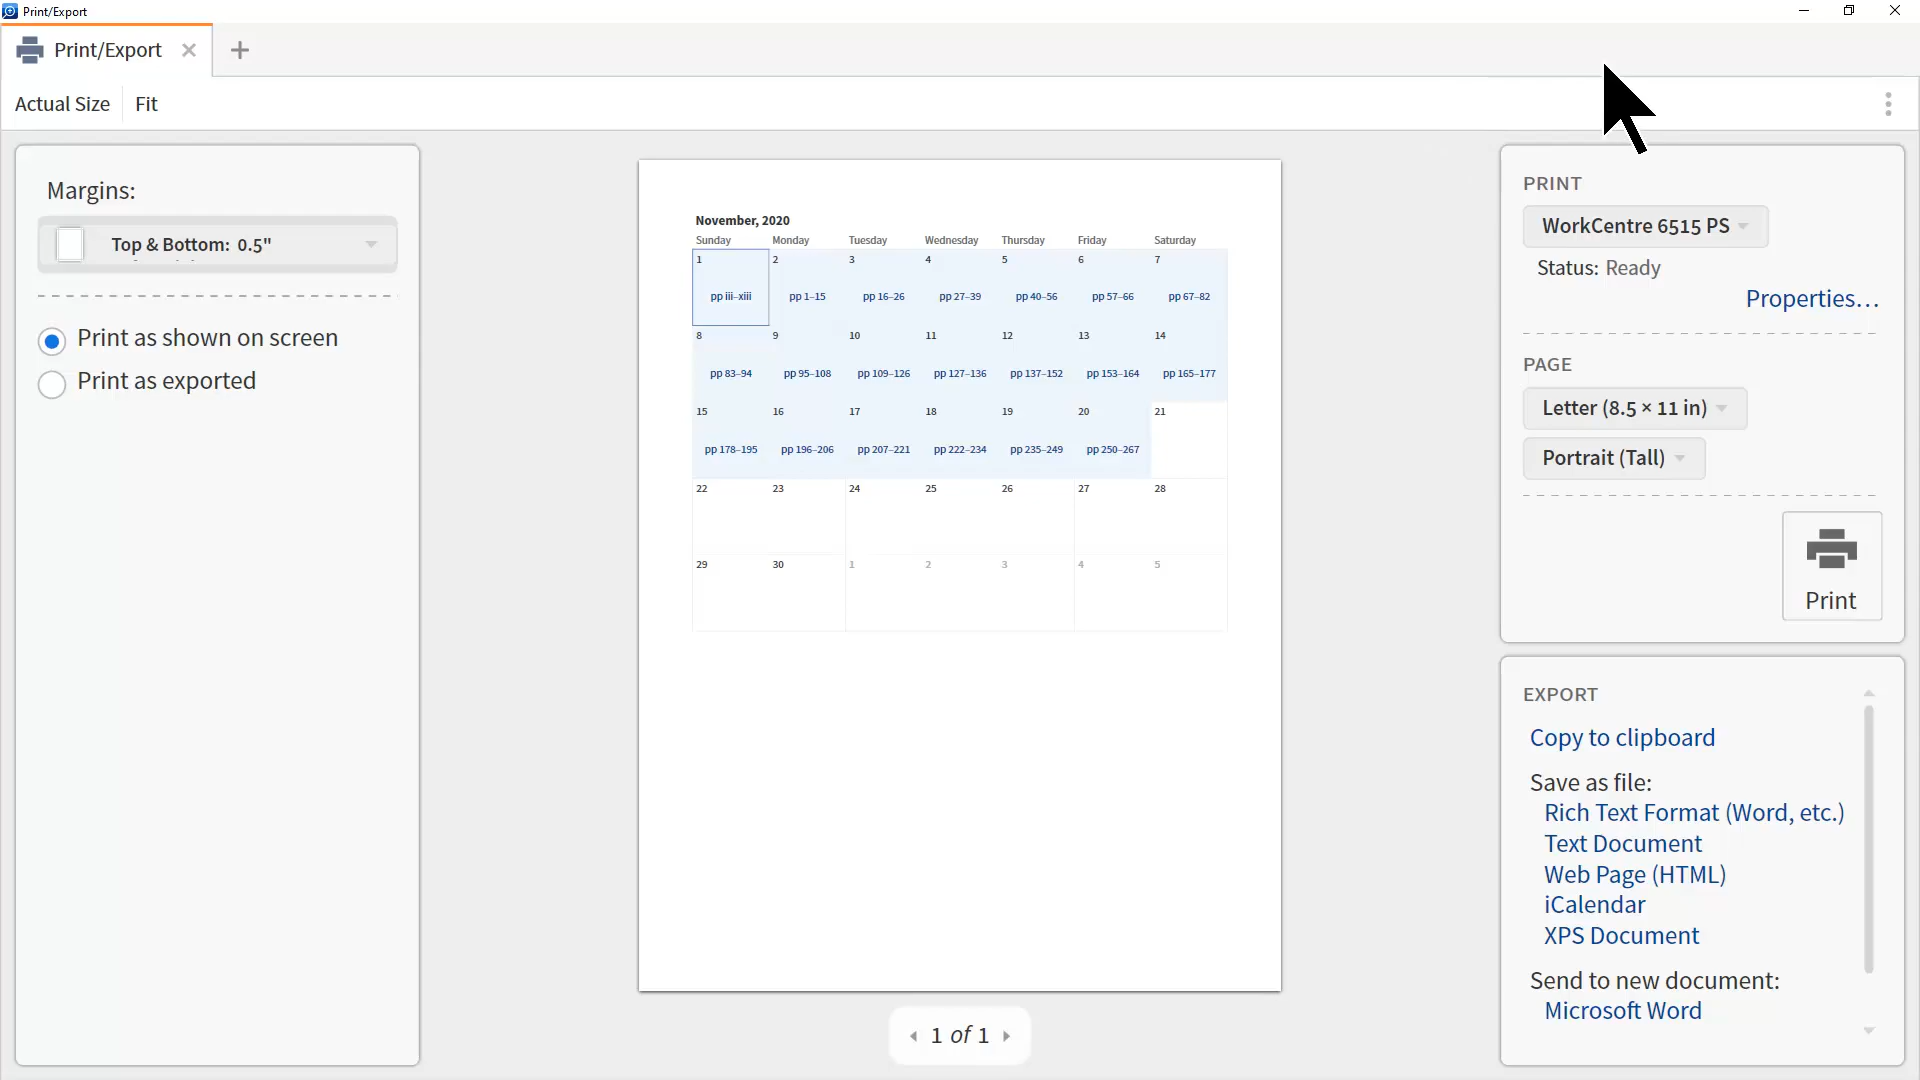 Print/Export
Print/Export
Actual Size Fit
Margins:
Top & Bottom: 0.5"
Print as shown on screen
Print as exported
November, 2020
Sunday Monday Tuesday Wednesday Thursday Friday Saturday
1 2 3 4 5 6 7
pp iii–xiii pp 1–15 pp 16–26 pp 27–39 pp 40–56 pp 57–66 pp 67–82
8 9 10 11 12 13 14
pp 83–94 pp 95–108 pp 109–126 pp 127–136 pp 137–152 pp 153–164 pp 165–177
15 16 17 18 19 20 21
pp 178–195 pp 196–206 pp 207–221 pp 222–234 pp 235–249 pp 250–267
22 23 24 25 26 27 28
29 30 1 2 3 4 5
1 of 1
PRINT
WorkCentre 6515 PS
Status: Ready
Properties...
PAGE
Letter (8.5 × 11 in)
Portrait (Tall)
Print
EXPORT
Copy to clipboard
Save as file:
Rich Text Format (Word, etc.)
Text Document
Web Page (HTML)
iCalendar
XPS Document
Send to new document:
Microsoft Word